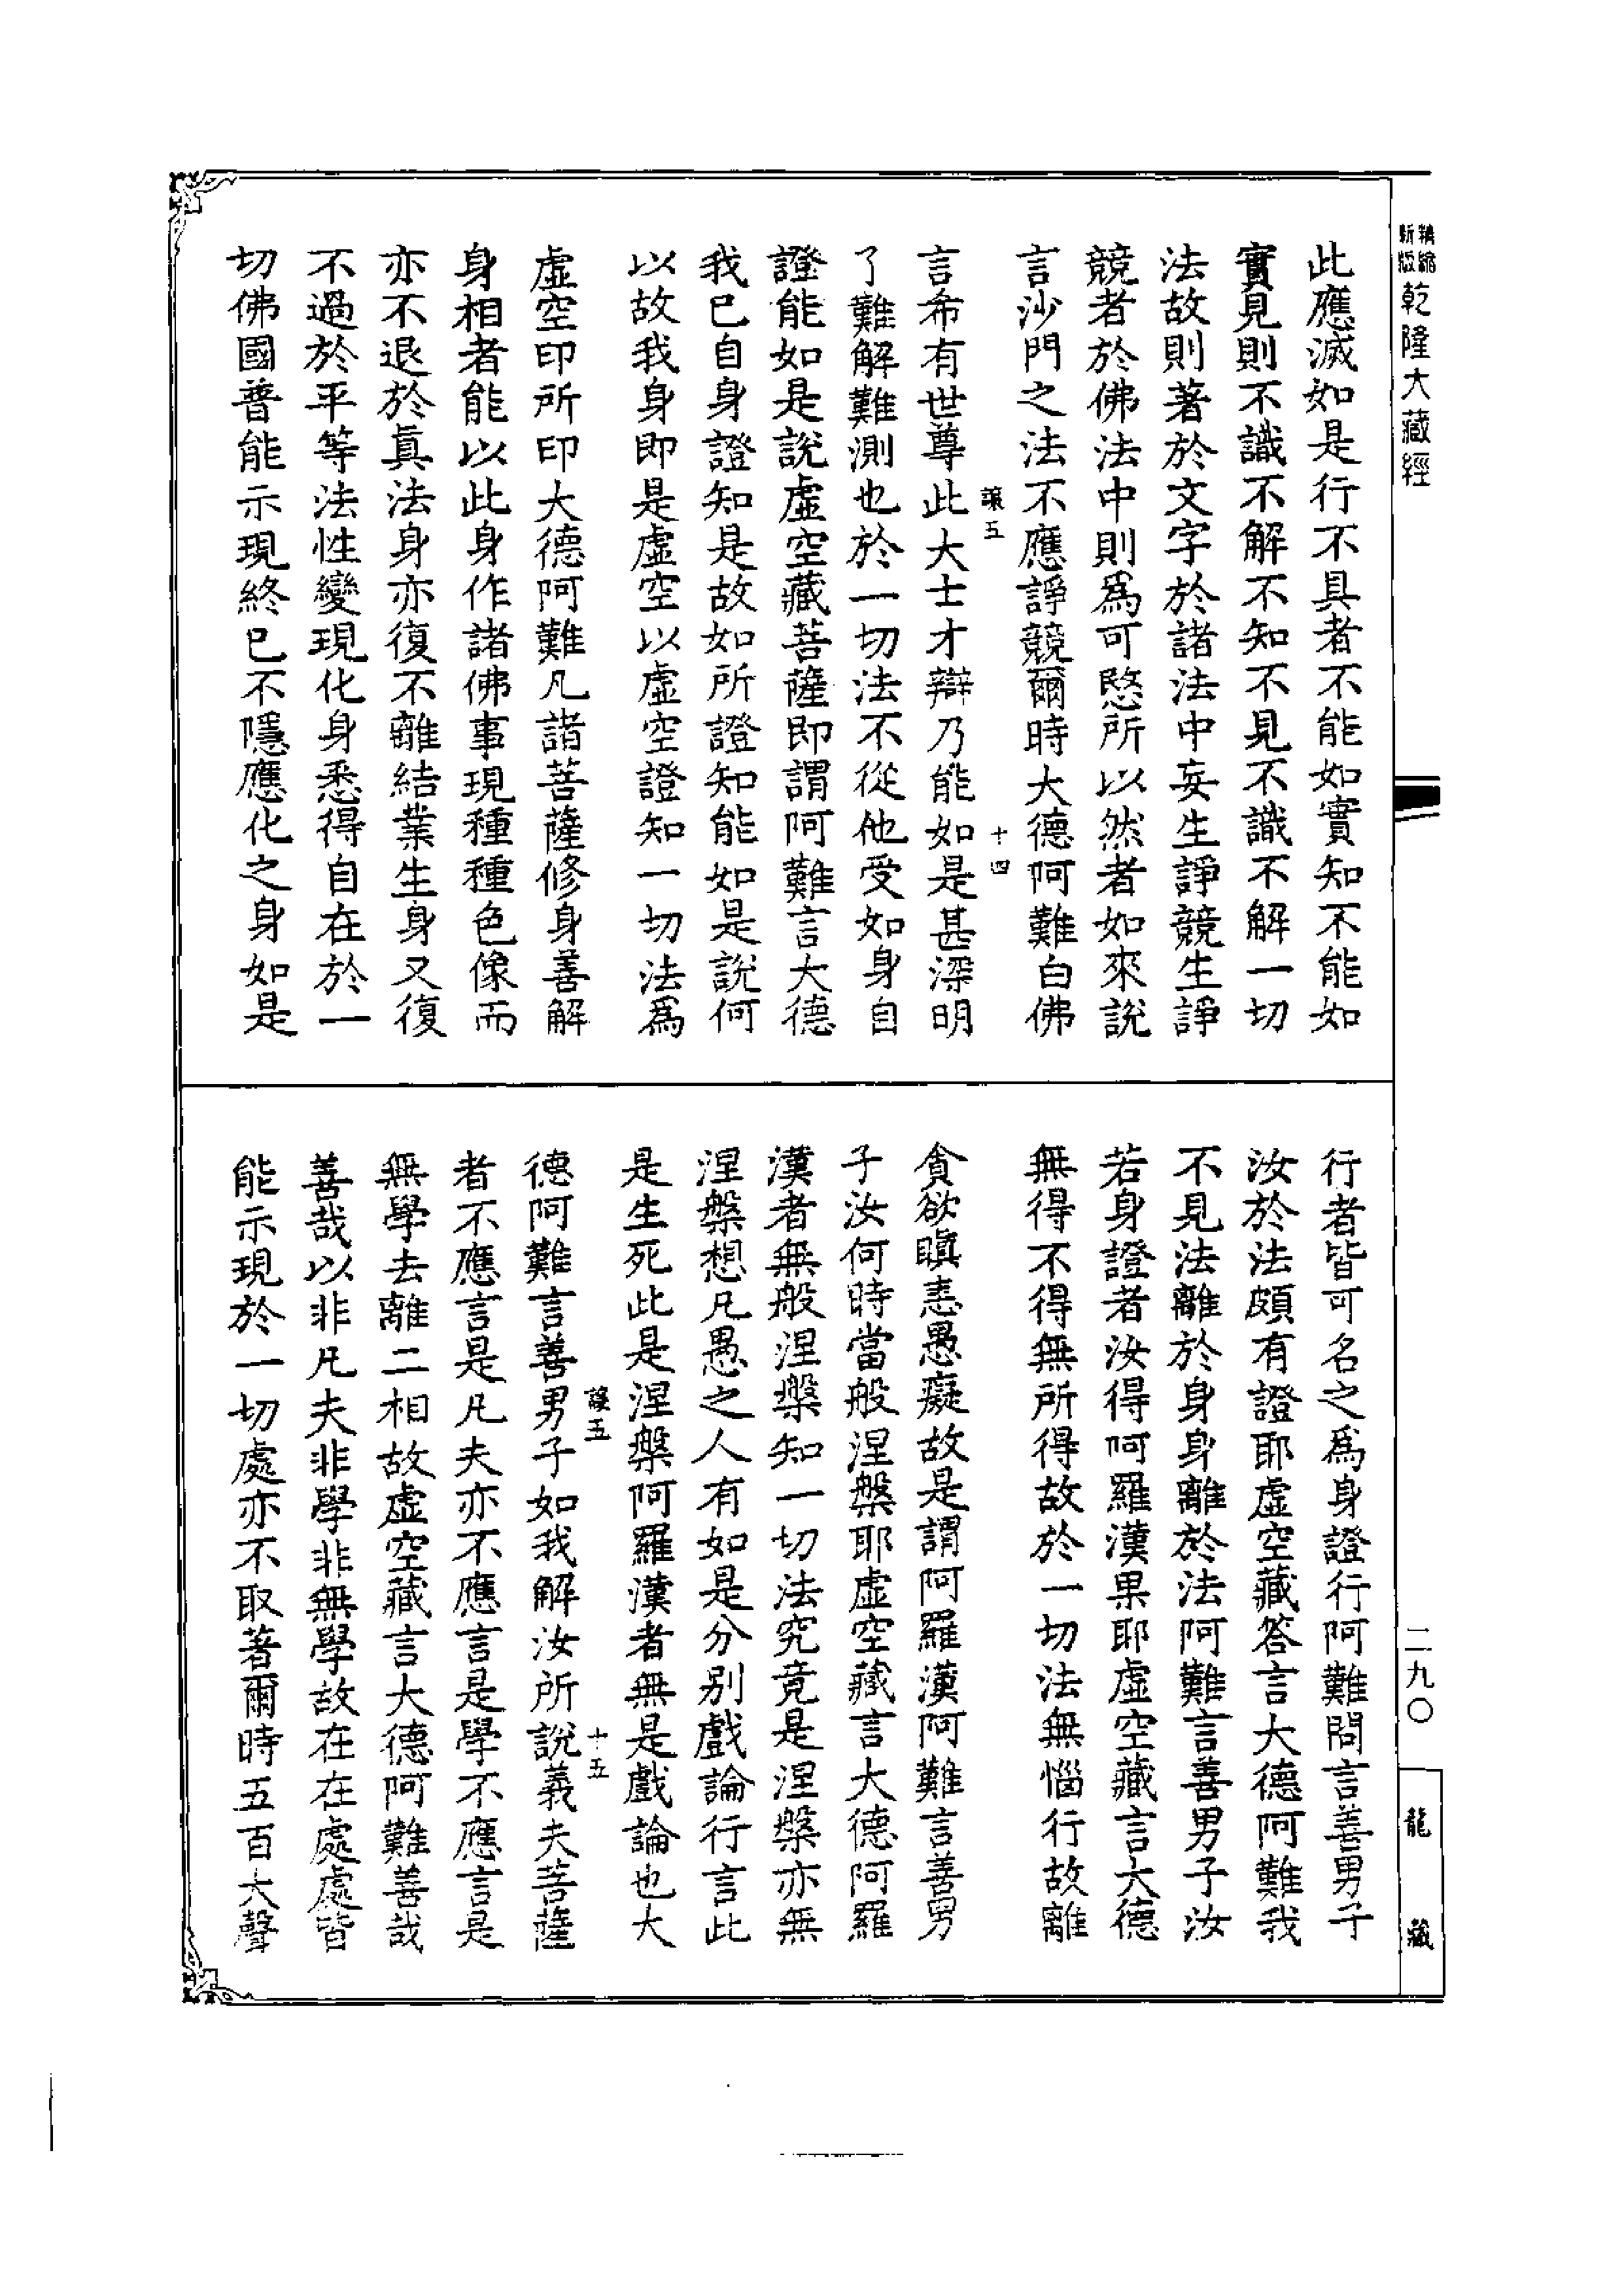 精縮新版乾隆大藏經
此應滅如是行不具者不能如實知不能如
實見則不識不解不知不見不識不解一切
法故則著於文字於諸法中妄生諍競生諍
競者於佛法中則爲可愍所以然者如來說
言沙門之法不應諍競爾時大德阿難白佛
五 十四
言希有世尊此大士才辯乃能如是甚深明
了難解難測也於一切法不從他受如身自
證能如是說虛空藏菩薩即謂阿難言大德
我已自身證知是故如所證知能如是說何
以故我身即是虛空以虛空證知一切法爲
虛空印所印大德阿難凡諸菩薩修身善解
身相者能以此身作諸佛事現種種色像而
亦不退於眞法身亦復不離結業生身又復
不過於平等法性變現化身悉得自在於一
切佛國普能示現終已不隱應化之身如是
行者皆可名之爲身證行阿難問言善男子
汝於法頗有證耶虛空藏答言大德阿難我
不見法離於身身離於法阿難言善男子汝
若身證者汝得阿羅漢果耶虛空藏言大德
無得不得無所得故於一切法無惱行故離
貪欲瞋恚愚癡故是謂阿羅漢阿難言善男
子汝何時當般涅槃耶虛空藏言大德阿羅
漢者無般涅槃知一切法究竟是涅槃亦無
涅槃想凡愚之人有如是分別戲論行言此
是生死此是涅槃阿羅漢者無是戲論也大
五 十五
德阿難言善男子如我解汝所說義夫菩薩
者不應言是凡夫亦不應言是學不應言是
無學去離二相故虛空藏言大德阿難善哉
善哉以非凡夫非學非無學故在在處處皆
能示現於一切處亦不取著爾時五百大聲
二九〇
龍藏